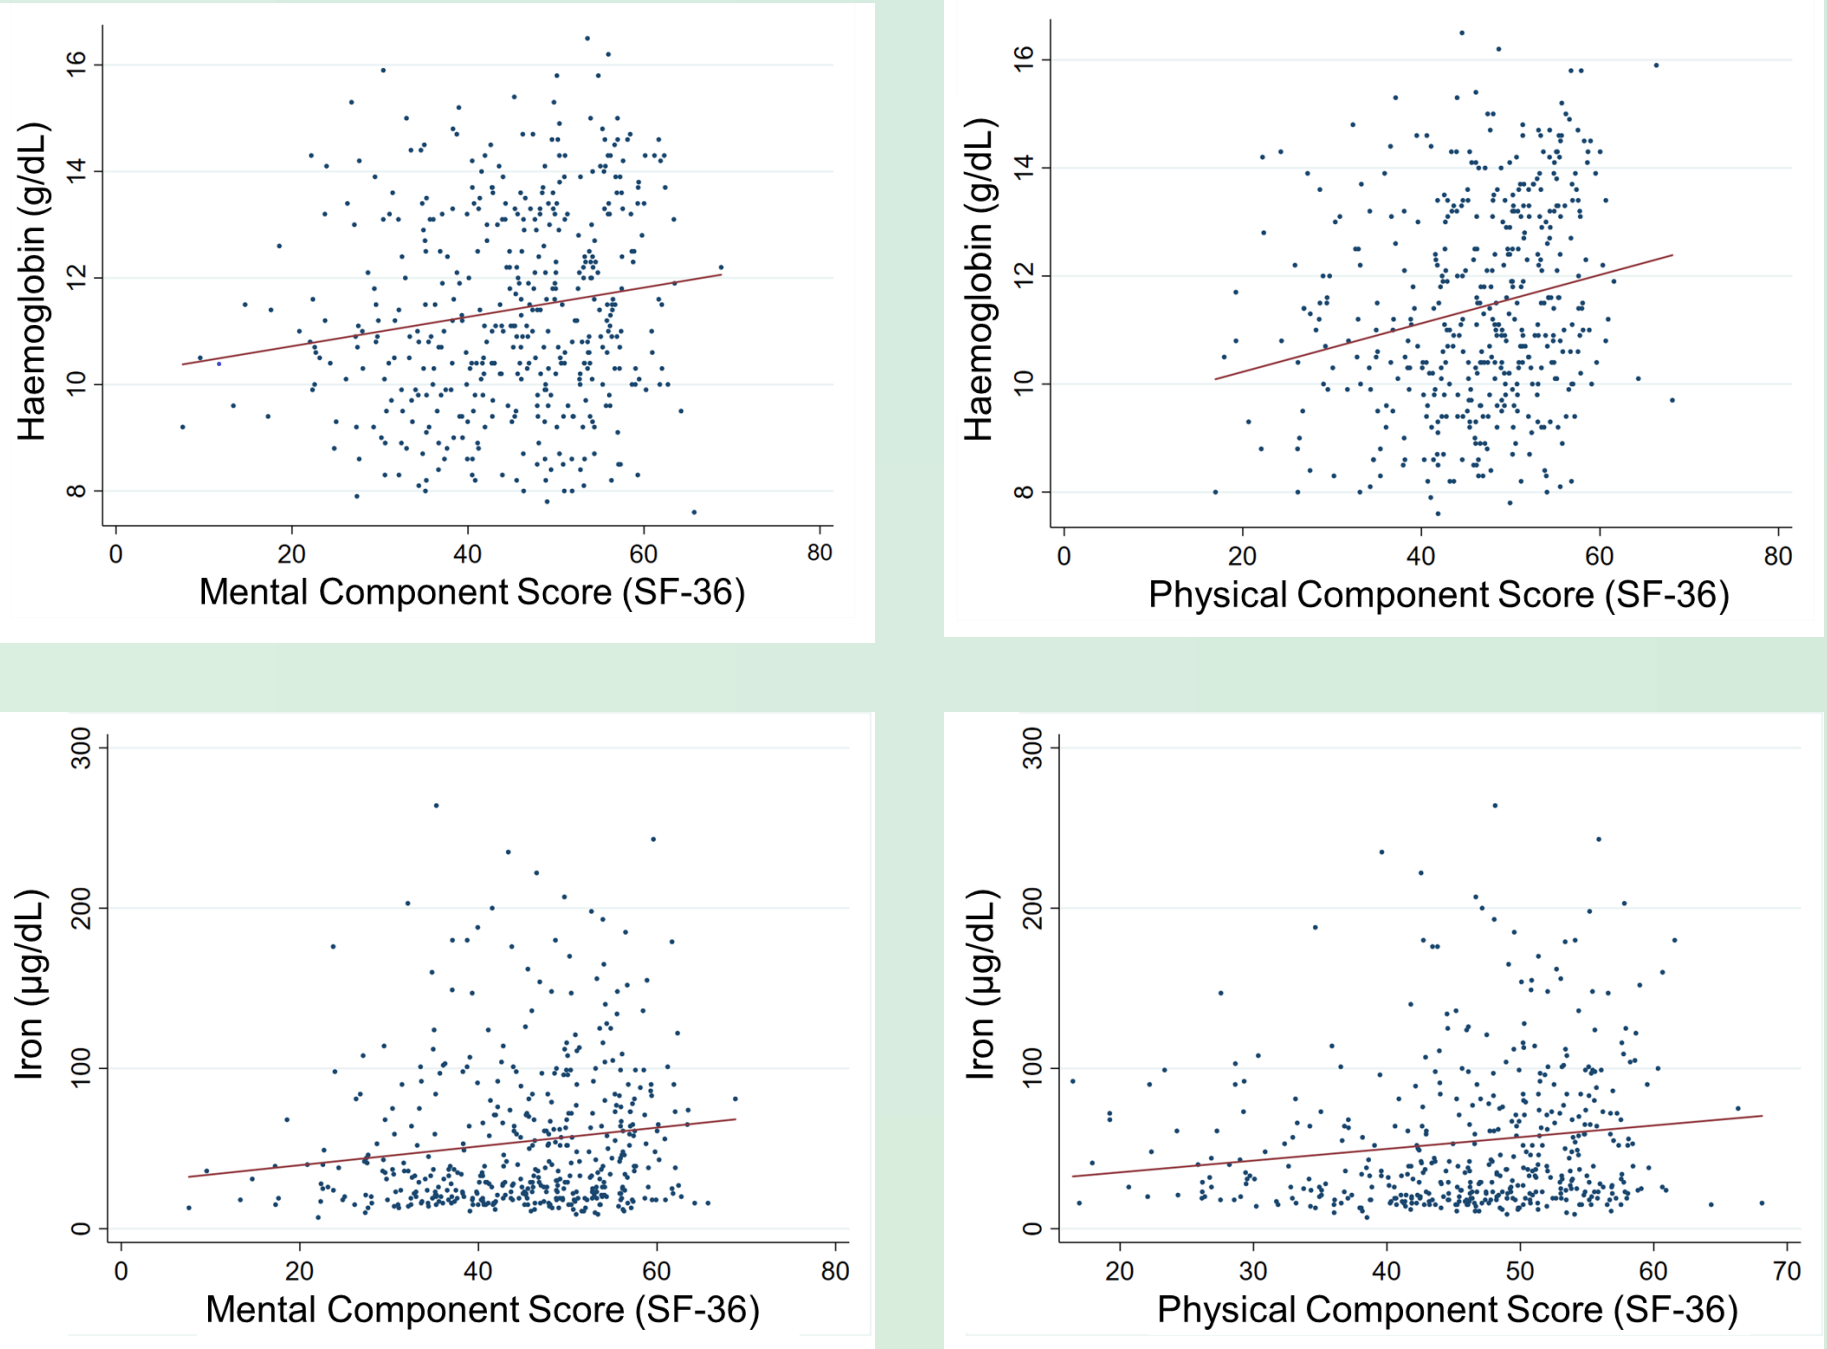 Haemoglobin (g/dL)
16
14
12
10
8
0 20 40 60 80
Mental Component Score (SF-36)
Haemoglobin (g/dL)
16
14
12
10
8
0 20 40 60 80
Physical Component Score (SF-36)
Iron (µg/dL)
300
200
100
0
0 20 40 60 80
Mental Component Score (SF-36)
Iron (µg/dL)
300
200
100
0
20 30 40 50 60 70
Physical Component Score (SF-36)